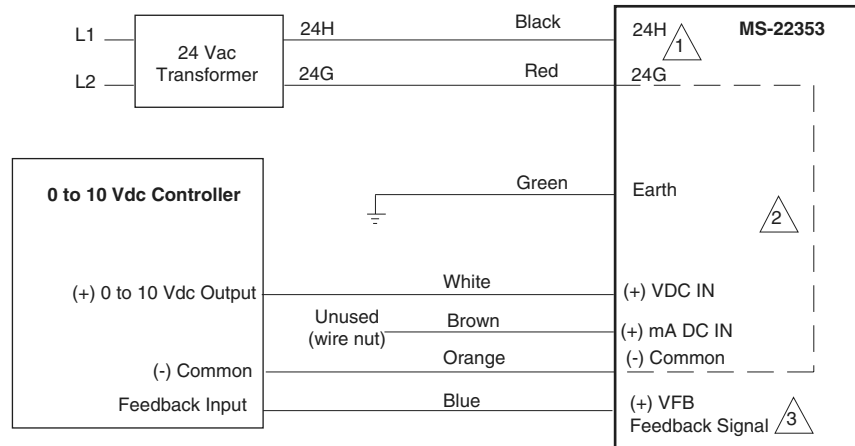 L1 24H Black 24H 1 MS-22353
24 Vac
Transformer
L2 24G Red 24G
0 to 10 Vdc Controller
Green Earth
2
(+) 0 to 10 Vdc Output White (+) VDC IN
Unused
(wire nut)
Brown (+) mA DC IN
(-) Common Orange (-) Common
Feedback Input Blue (+) VFB
Feedback Signal 3